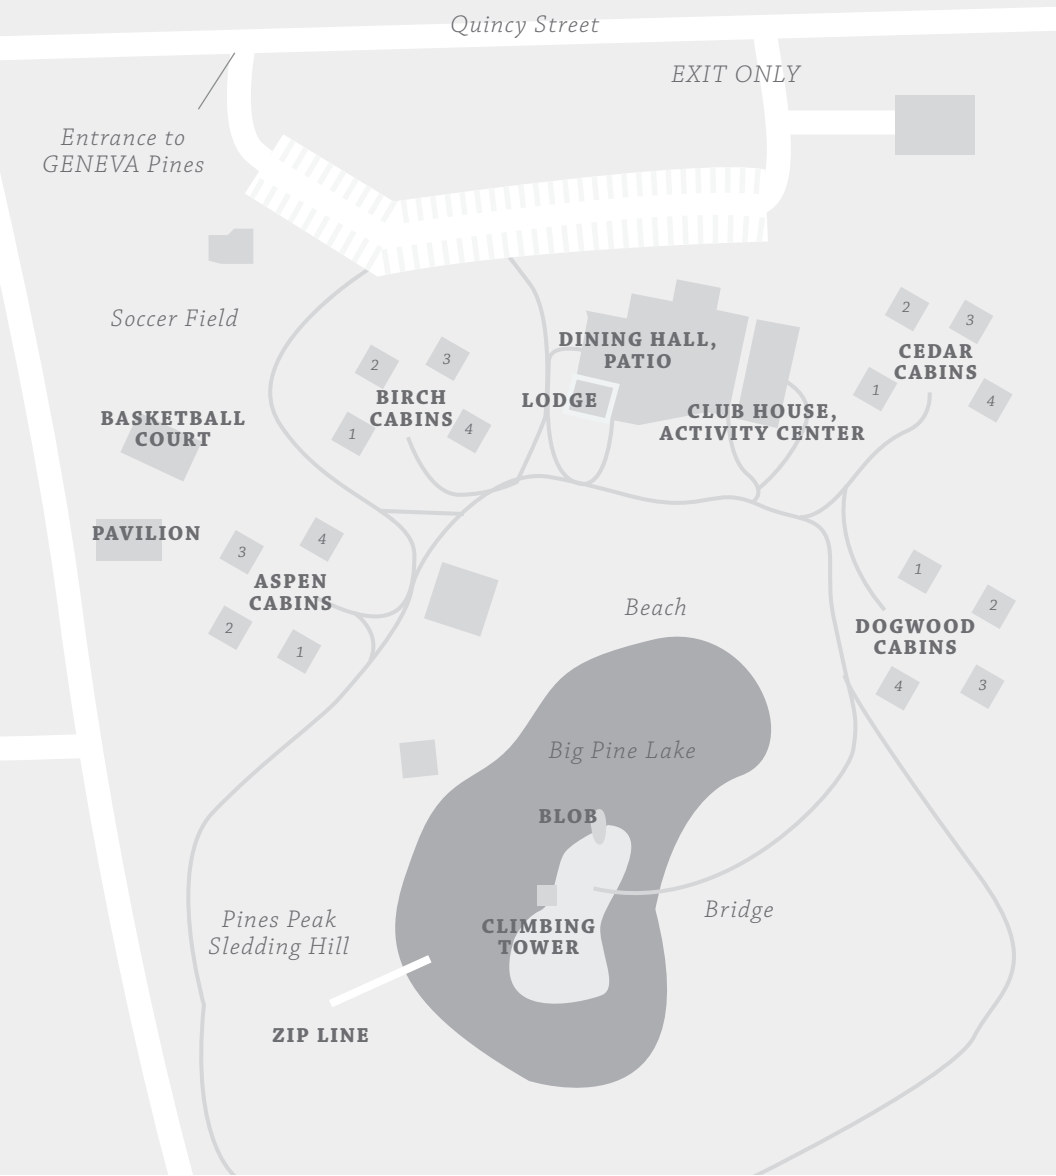 Quincy Street
EXIT ONLY
Entrance to
GENEVA Pines
Soccer Field
DINING HALL,
PATIO
LODGE
CLUB HOUSE,
ACTIVITY CENTER
2
3
CEDAR
CABINS
1
4
2
3
BIRCH
CABINS
1
4
BASKETBALL
COURT
PAVILION
3
4
ASPEN
CABINS
2
1
Beach
1
2
DOGWOOD
CABINS
4
3
Big Pine Lake
BLOB
Bridge
CLIMBING
TOWER
Pines Peak
Sledding Hill
ZIP LINE